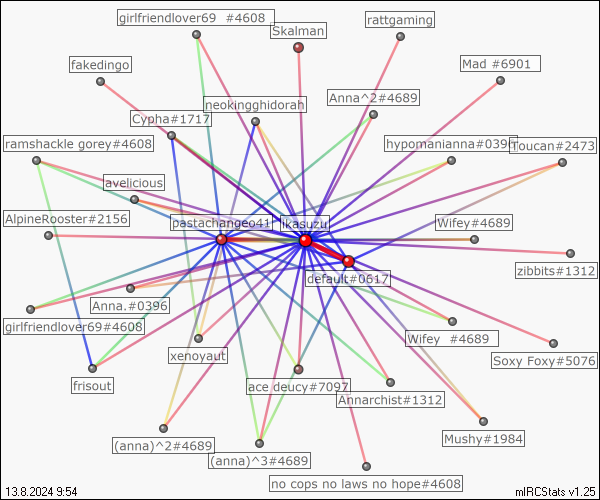 girlfriendlover69 #4608
Skalman
rattgaming
fakedingo
Mad #6901
neokingghidorah
Anna^2#4689
Cypha#1717
ramshackle gorey#4608
hypomanianna#0396
Toucan#2473
avelicious
AlpineRooster#2156
pastachangeo41
ikasuzu
Wifey#4689
zibbits#1312
default#0617
Anna.#0396
girlfriendlover69#4608
Wifey #4689
xenoyaut
Soxy Foxy#5076
frisout
ace deucy#7097
Annarchist#1312
(anna)^2#4689
Mushy#1984
(anna)^3#4689
no cops no laws no hope#4608
13.8.2024 9:54
mIRCStats v1.25